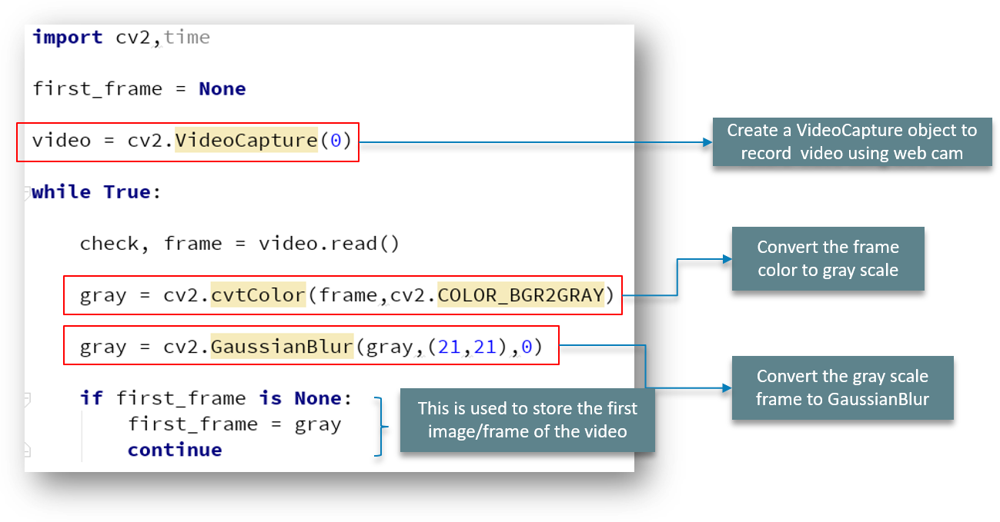 import cv2,time
first_frame = None
video = cv2.VideoCapture(0)
Create a VideoCapture object to
record video using web cam
while True:
check, frame = video.read()
Convert the frame
color to gray scale
gray = cv2.cvtColor(frame,cv2.COLOR_BGR2GRAY)
gray = cv2.GaussianBlur(gray,(21,21),0)
Convert the gray scale
frame to GaussianBlur
if first_frame is None:
first_frame = gray
continue
This is used to store the first
image/frame of the video